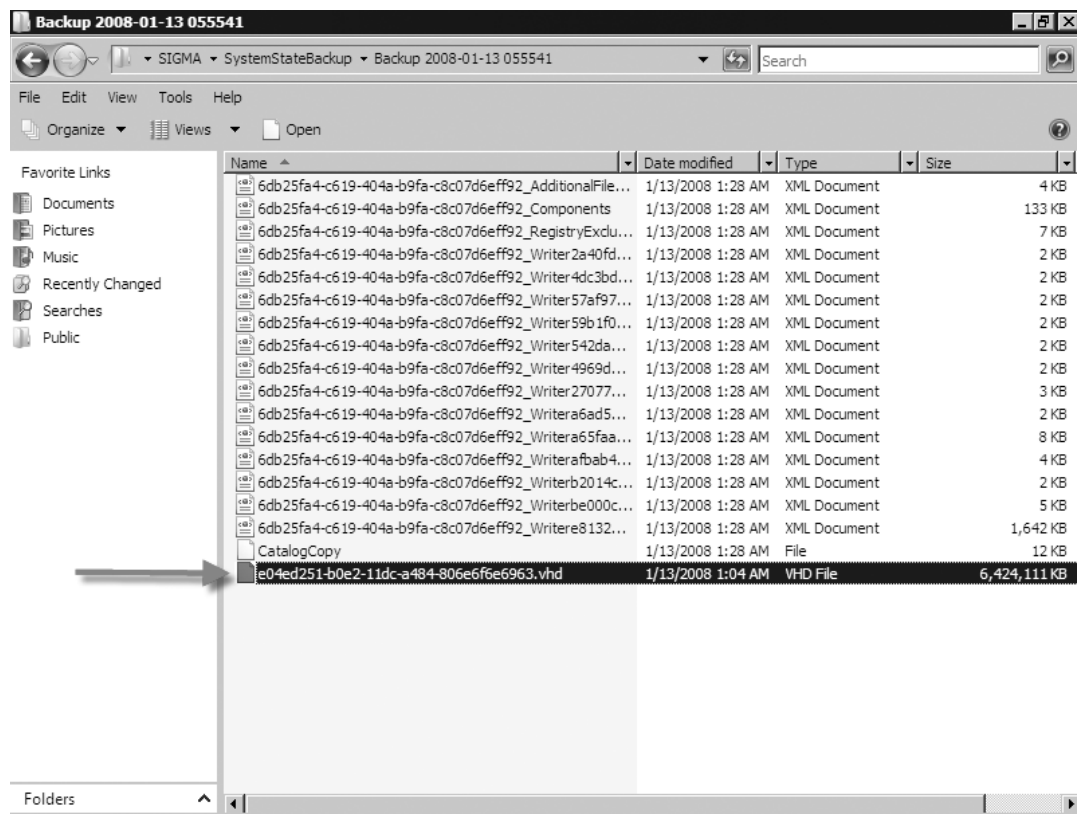 Backup 2008-01-13 055541
SIGMA SystemStateBackup Backup 2008-01-13 055541 Search
File Edit View Tools Help
Organize Views Open
Favorite Links
Documents
Pictures
Music
Recently Changed
Searches
Public
Folders
Name Date modified Type Size
6db25fa4-c619-404a-b9fa-c8c07d6eff92_AdditionalFile... 1/13/2008 1:28 AM XML Document 4 KB
6db25fa4-c619-404a-b9fa-c8c07d6eff92_Components 1/13/2008 1:28 AM XML Document 133 KB
6db25fa4-c619-404a-b9fa-c8c07d6eff92_RegistryExclu... 1/13/2008 1:28 AM XML Document 7 KB
6db25fa4-c619-404a-b9fa-c8c07d6eff92_Writer2a40fd... 1/13/2008 1:28 AM XML Document 2 KB
6db25fa4-c619-404a-b9fa-c8c07d6eff92_Writer4dc3bd... 1/13/2008 1:28 AM XML Document 2 KB
6db25fa4-c619-404a-b9fa-c8c07d6eff92_Writer57af97... 1/13/2008 1:28 AM XML Document 2 KB
6db25fa4-c619-404a-b9fa-c8c07d6eff92_Writer59b1f0... 1/13/2008 1:28 AM XML Document 2 KB
6db25fa4-c619-404a-b9fa-c8c07d6eff92_Writer542da... 1/13/2008 1:28 AM XML Document 2 KB
6db25fa4-c619-404a-b9fa-c8c07d6eff92_Writer4969d... 1/13/2008 1:28 AM XML Document 2 KB
6db25fa4-c619-404a-b9fa-c8c07d6eff92_Writer27077... 1/13/2008 1:28 AM XML Document 3 KB
6db25fa4-c619-404a-b9fa-c8c07d6eff92_Writera6ad5... 1/13/2008 1:28 AM XML Document 2 KB
6db25fa4-c619-404a-b9fa-c8c07d6eff92_Writera65faa... 1/13/2008 1:28 AM XML Document 8 KB
6db25fa4-c619-404a-b9fa-c8c07d6eff92_Writerafbab4... 1/13/2008 1:28 AM XML Document 4 KB
6db25fa4-c619-404a-b9fa-c8c07d6eff92_Writerb2014c... 1/13/2008 1:28 AM XML Document 2 KB
6db25fa4-c619-404a-b9fa-c8c07d6eff92_Writerbe000c... 1/13/2008 1:28 AM XML Document 5 KB
6db25fa4-c619-404a-b9fa-c8c07d6eff92_Writere8132... 1/13/2008 1:28 AM XML Document 1,642 KB
CatalogCopy 1/13/2008 1:28 AM File 12 KB
e04ed251-b0e2-11dc-a484-806e6f6e6963.vhd 1/13/2008 1:04 AM VHD File 6,424,111 KB